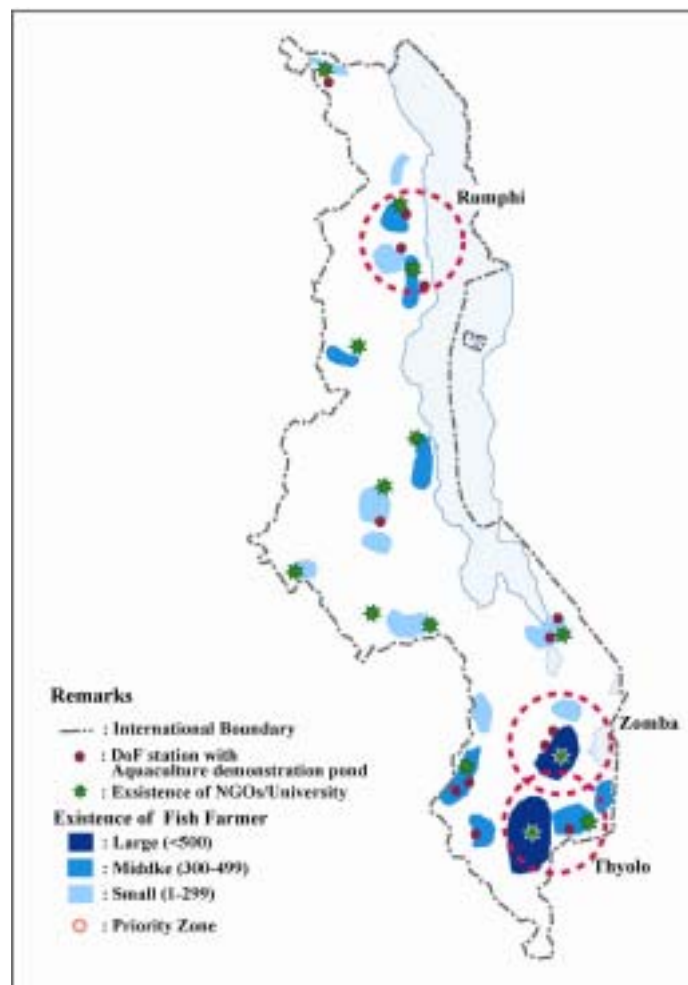 Rumphi
Remarks
: International Boundary
Zomba
: DoF station with
Aquaculture demonstration pond
: Exsistence of NGOs/University
Existence of Fish Farmer
: Large (<500)
: Middke (300-499)
Thyolo
: Small (1-299)
: Priority Zone